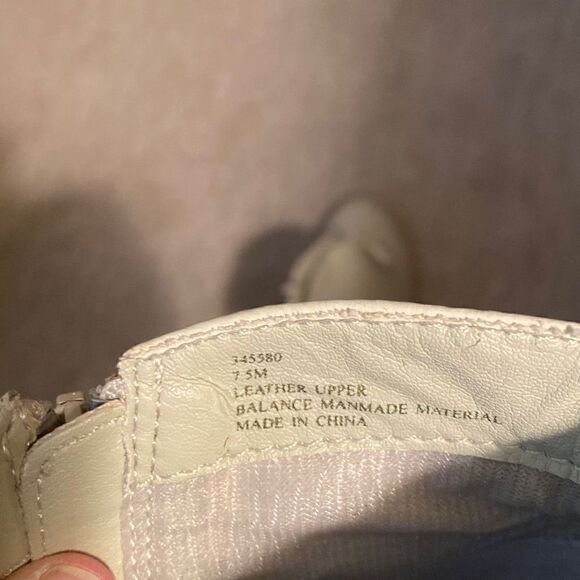 345580
7.5M
LEATHER UPPER
BALANCE MANMADE MATERIAL
MADE IN CHINA